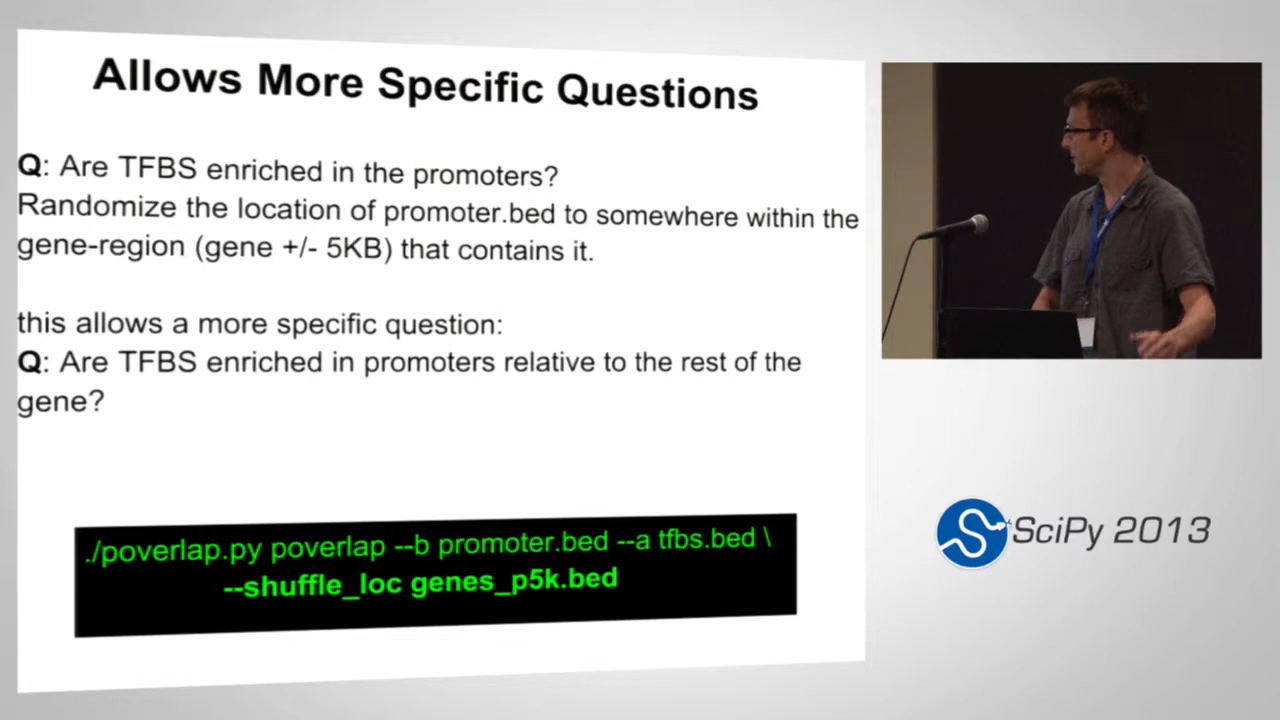 Allows More Specific Questions
Q: Are TFBS enriched in the promoters?
Randomize the location of promoter.bed to somewhere within the
gene-region (gene +/- 5KB) that contains it.
this allows a more specific question:
Q: Are TFBS enriched in promoters relative to the rest of the
gene?
./poverlap.py poverlap --b promoter.bed --a tfbs.bed \
--shuffle_loc genes_p5k.bed
SciPy 2013